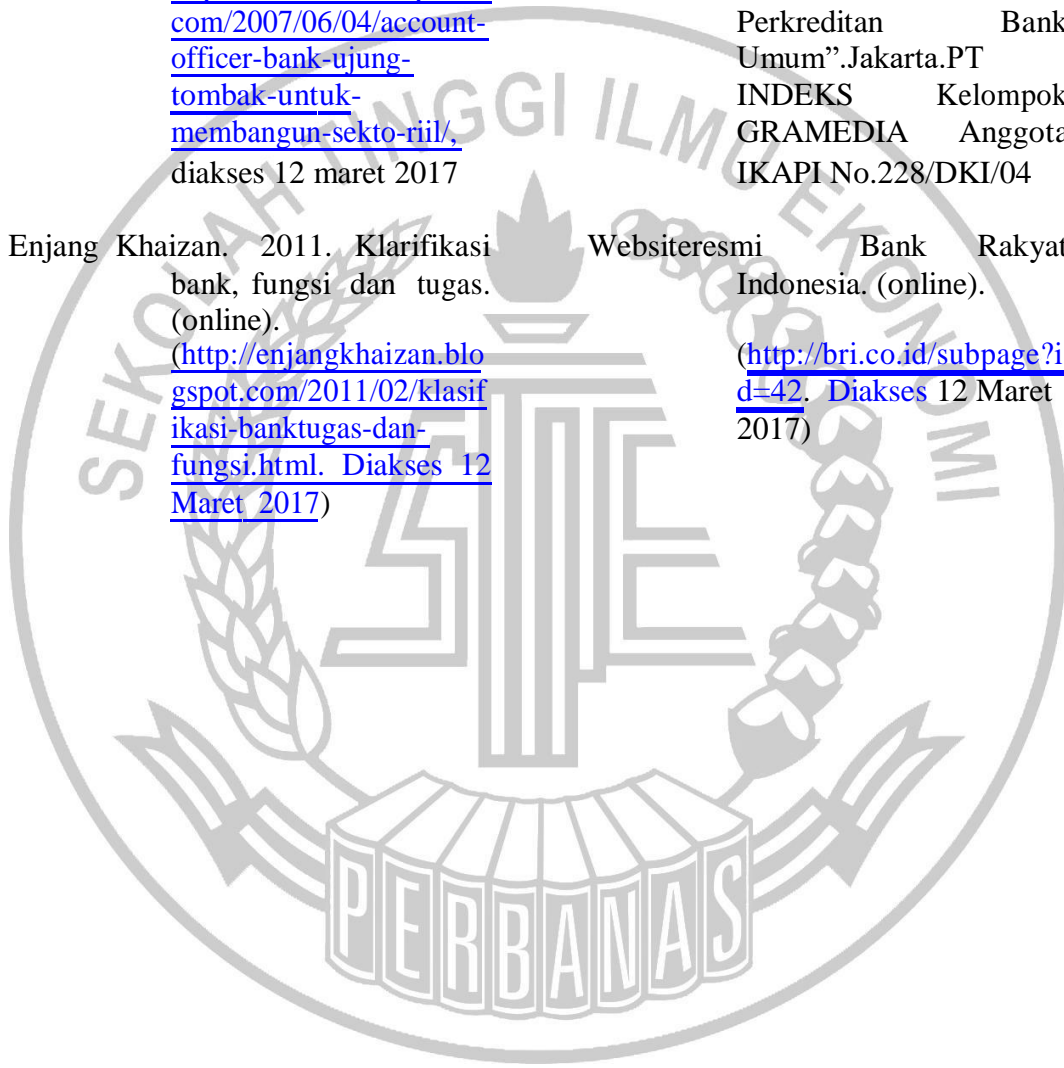 com/2007/06/04/account-
officer-bank-ujung-
tombak-untuk-
membangun-sekto-riil/,
diakses 12 maret 2017
Enjang Khaizan. 2011. Klarifikasi
bank, fungsi dan tugas.
(online).
(http://enjangkhaizan.blo
gspot.com/2011/02/klasif
ikasi-banktugas-dan-
fungsi.html. Diakses 12
Maret 2017)
Perkreditan Bank
Umum”.Jakarta.PT
INDEKS Kelompok
GRAMEDIA Anggota
IKAPI No.228/DKI/04
Websiteresmi Bank Rakyat
Indonesia. (online).
(http://bri.co.id/subpage?i
d=42. Diakses 12 Maret
2017)
SEKOLAH TINGGI ILMU EKONOMI
STIE
PERBANAS